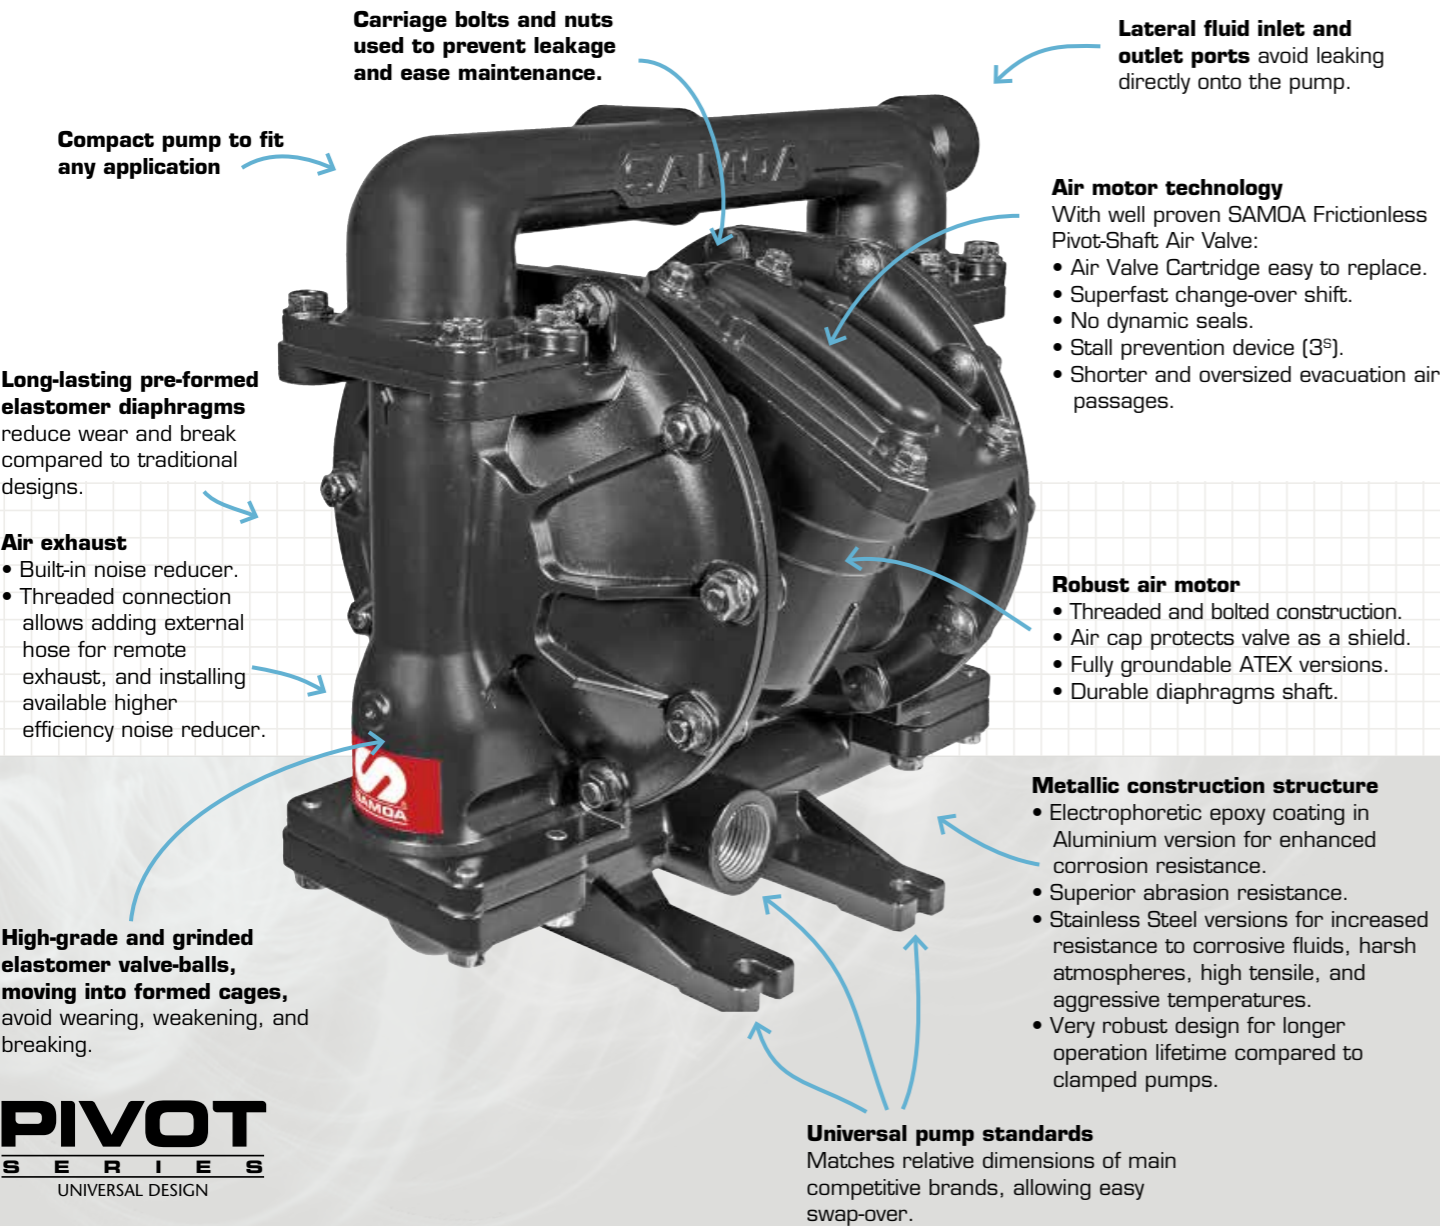 Carriage bolts and nuts
used to prevent leakage
and ease maintenance.
Lateral fluid inlet and
outlet ports avoid leaking
directly onto the pump.
Compact pump to fit
any application
SAMOA
Air motor technology
With well proven SAMOA Frictionless
Pivot-Shaft Air Valve:
• Air Valve Cartridge easy to replace.
• Superfast change-over shift.
• No dynamic seals.
• Stall prevention device (3ˢ).
• Shorter and oversized evacuation air
passages.
Long-lasting pre-formed
elastomer diaphragms
reduce wear and break
compared to traditional
designs.
Air exhaust
• Built-in noise reducer.
• Threaded connection
allows adding external
hose for remote
exhaust, and installing
available higher
efficiency noise reducer.
Robust air motor
• Threaded and bolted construction.
• Air cap protects valve as a shield.
• Fully groundable ATEX versions.
• Durable diaphragms shaft.
SAMOA®
Metallic construction structure
• Electrophoretic epoxy coating in
Aluminium version for enhanced
corrosion resistance.
• Superior abrasion resistance.
• Stainless Steel versions for increased
resistance to corrosive fluids, harsh
atmospheres, high tensile, and
aggressive temperatures.
• Very robust design for longer
operation lifetime compared to
clamped pumps.
High-grade and grinded
elastomer valve-balls,
moving into formed cages,
avoid wearing, weakening, and
breaking.
PIVOT
SERIES
UNIVERSAL DESIGN
Universal pump standards
Matches relative dimensions of main
competitive brands, allowing easy
swap-over.